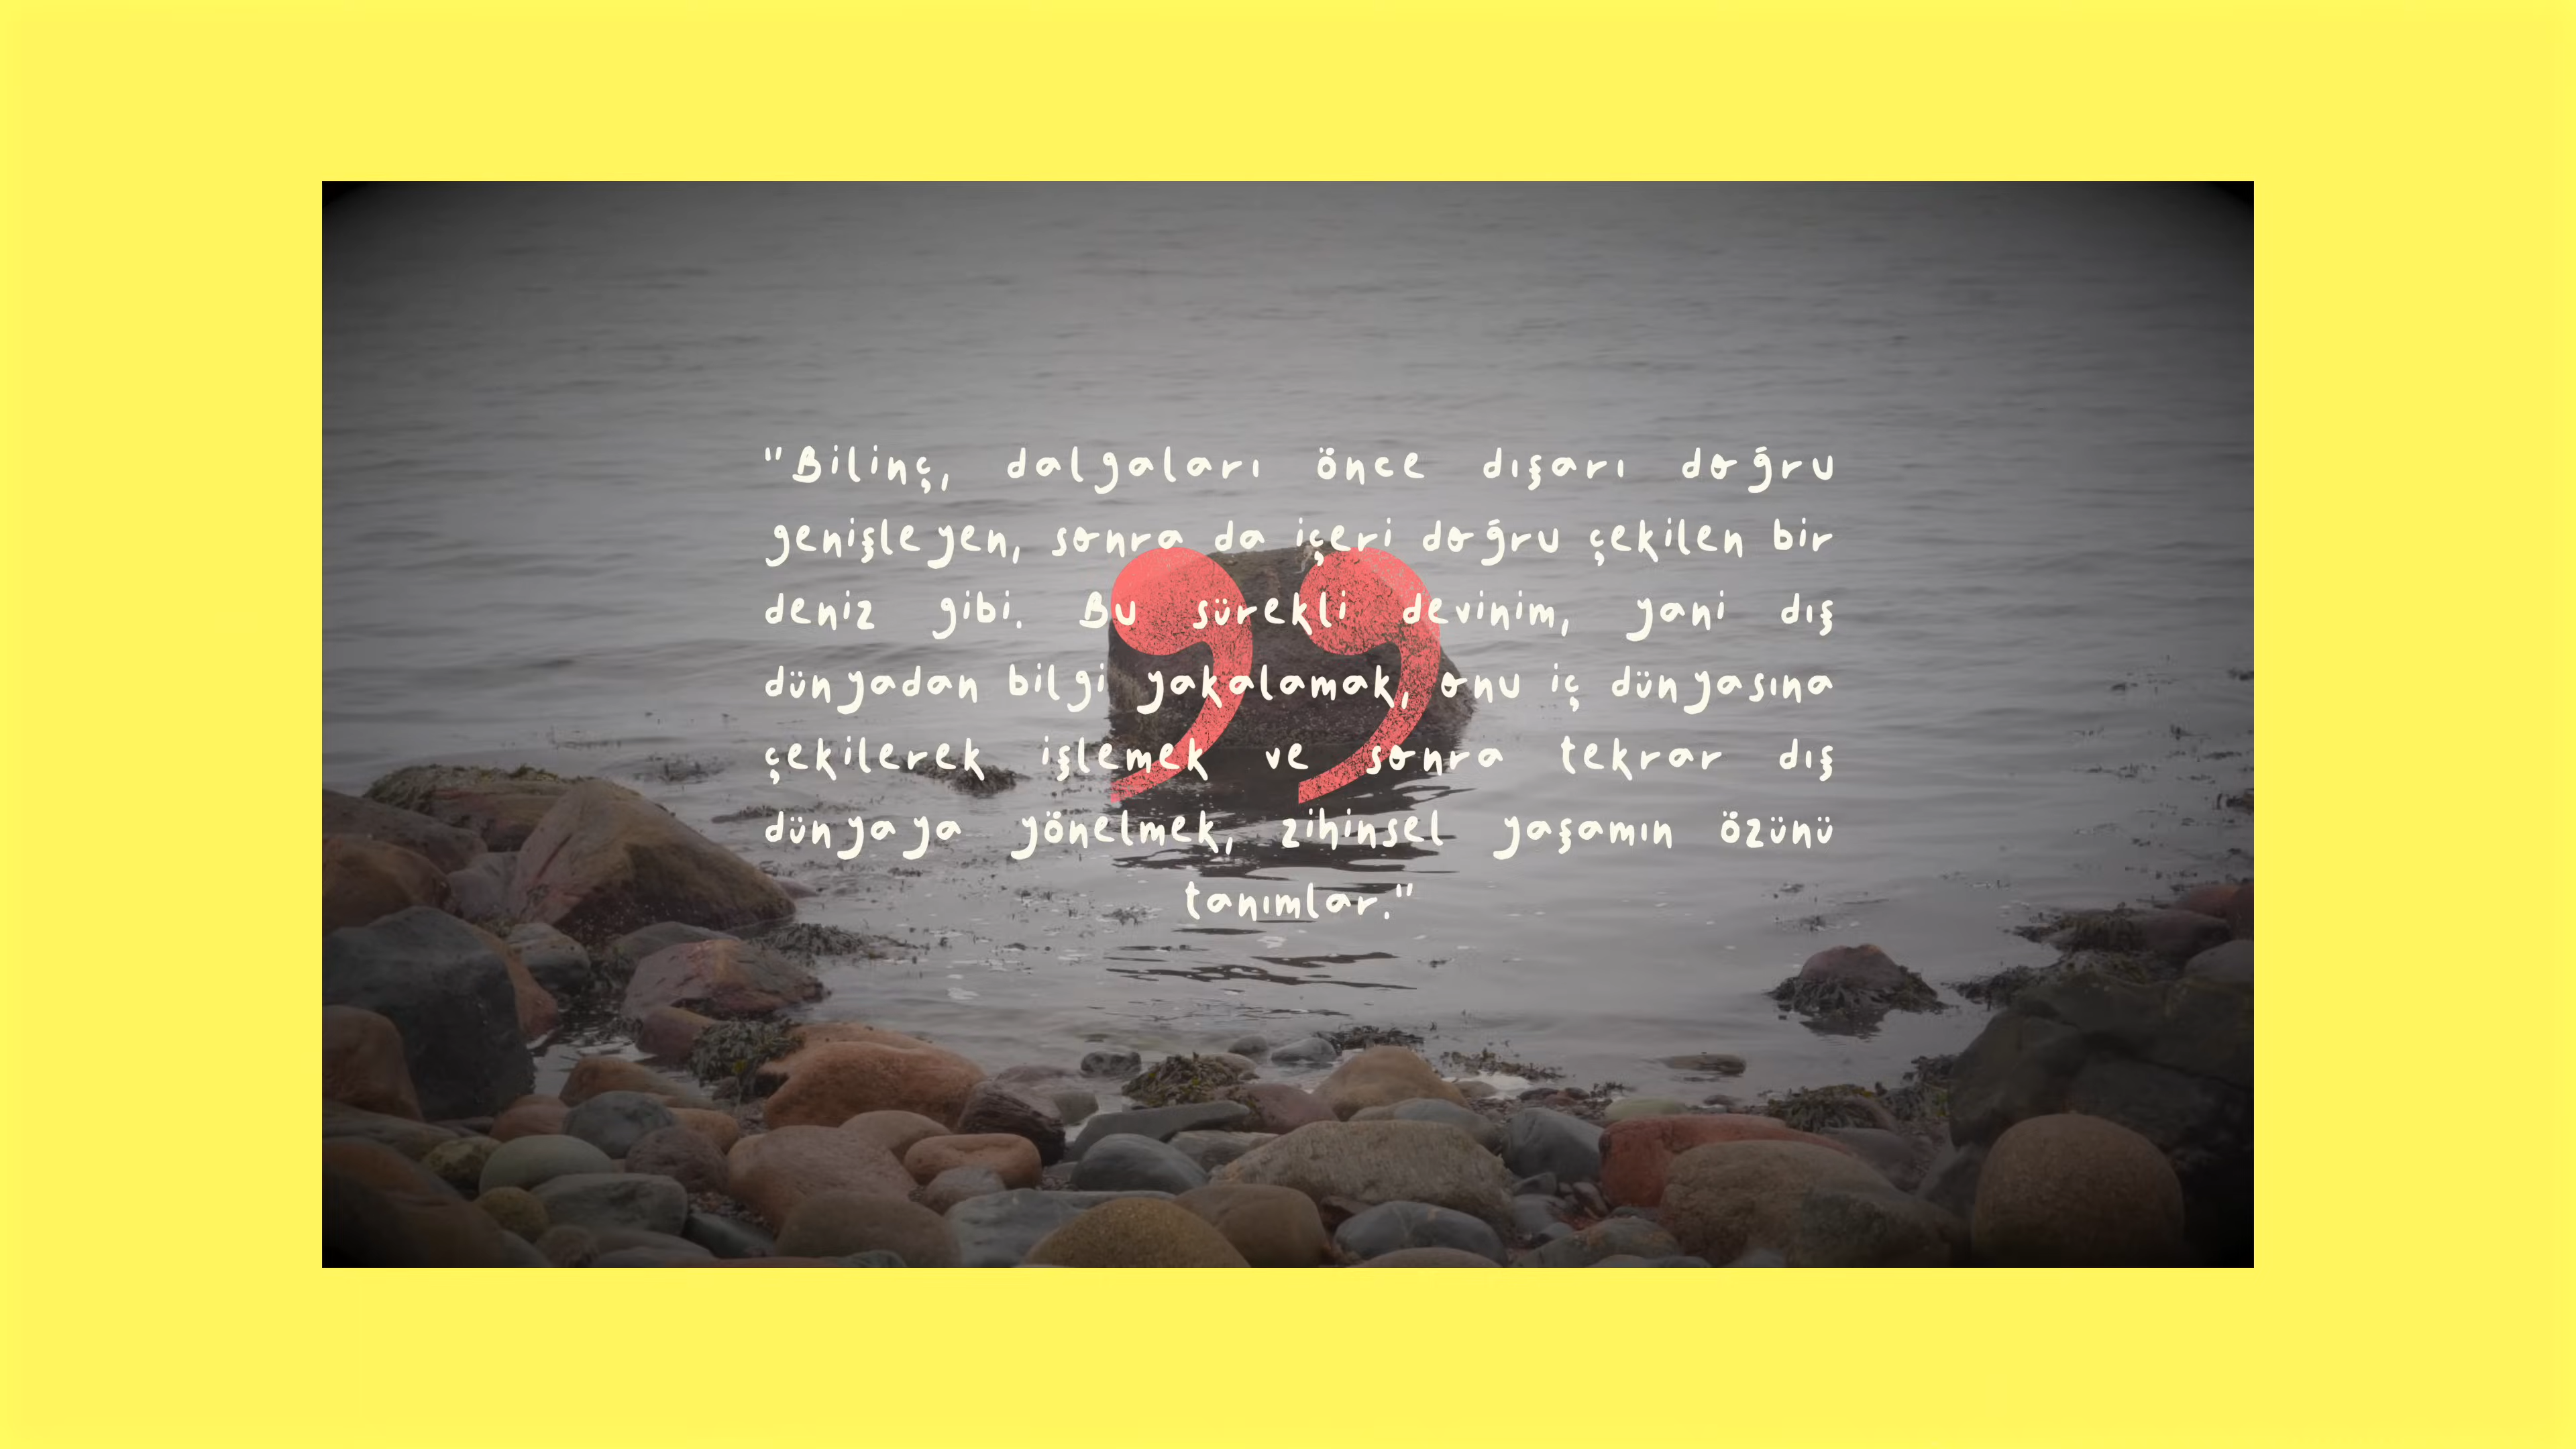 "Bilinç, dalgaları önce dışarı doğru
genişleyen, sonra da içeri doğru çekilen bir
deniz gibi. Bu sürekli devinim, yani dış
dünyadan bilgi yakalamak, onu iç dünyasına
çekilerek işlemek ve sonra tekrar dış
dünyaya yönelmek, zihinsel yaşamın özünü
tanımlar."